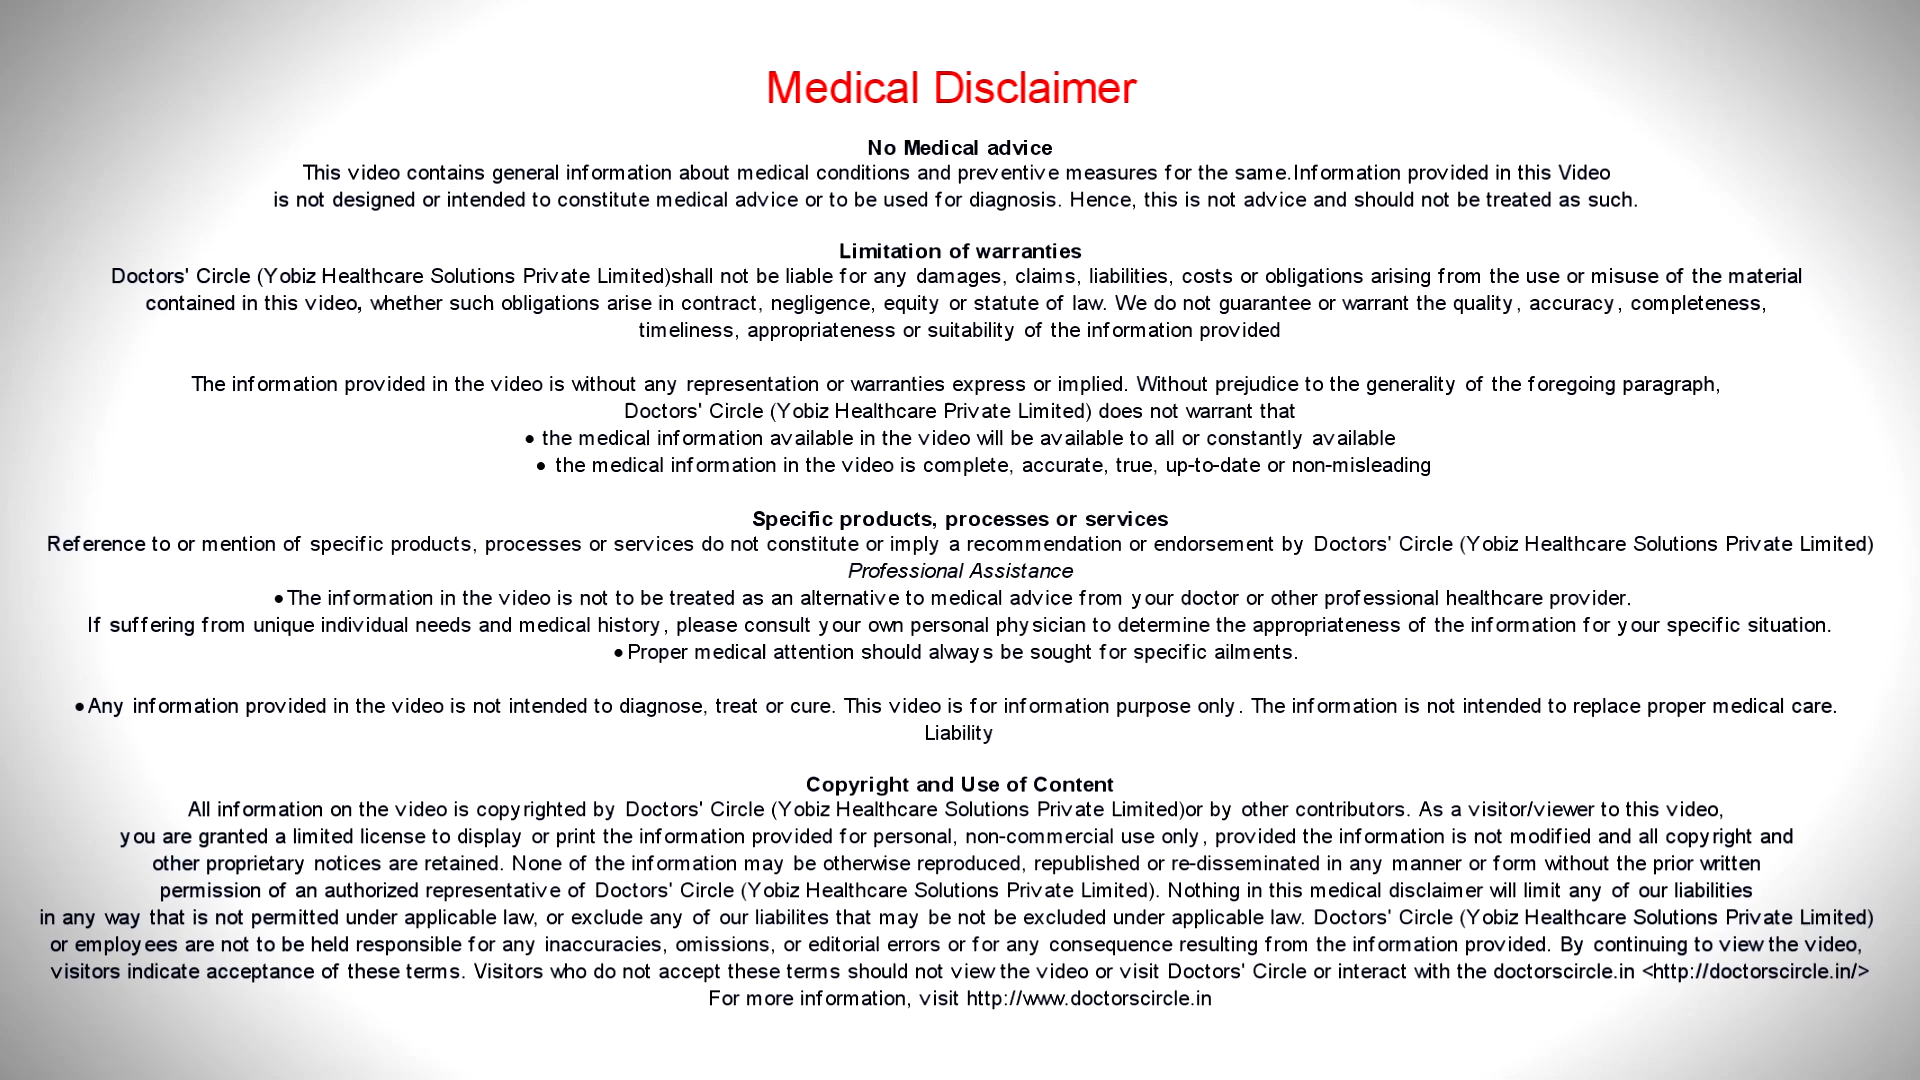 Medical Disclaimer
No Medical advice
This video contains general information about medical conditions and preventive measures for the same.Information provided in this Video
is not designed or intended to constitute medical advice or to be used for diagnosis. Hence, this is not advice and should not be treated as such.
Limitation of warranties
Doctors' Circle (Yobiz Healthcare Solutions Private Limited)shall not be liable for any damages, claims, liabilities, costs or obligations arising from the use or misuse of the material
contained in this video, whether such obligations arise in contract, negligence, equity or statute of law. We do not guarantee or warrant the quality, accuracy, completeness,
timeliness, appropriateness or suitability of the information provided
The information provided in the video is without any representation or warranties express or implied. Without prejudice to the generality of the foregoing paragraph,
Doctors' Circle (Yobiz Healthcare Private Limited) does not warrant that
• the medical information available in the video will be available to all or constantly available
• the medical information in the video is complete, accurate, true, up-to-date or non-misleading
Specific products, processes or services
Reference to or mention of specific products, processes or services do not constitute or imply a recommendation or endorsement by Doctors' Circle (Yobiz Healthcare Solutions Private Limited)
Professional Assistance
•The information in the video is not to be treated as an alternative to medical advice from your doctor or other professional healthcare provider.
If suffering from unique individual needs and medical history, please consult your own personal physician to determine the appropriateness of the information for your specific situation.
•Proper medical attention should always be sought for specific ailments.
•Any information provided in the video is not intended to diagnose, treat or cure. This video is for information purpose only. The information is not intended to replace proper medical care.
Liability
Copyright and Use of Content
All information on the video is copyrighted by Doctors' Circle (Yobiz Healthcare Solutions Private Limited)or by other contributors. As a visitor/viewer to this video,
you are granted a limited license to display or print the information provided for personal, non-commercial use only, provided the information is not modified and all copyright and
other proprietary notices are retained. None of the information may be otherwise reproduced, republished or re-disseminated in any manner or form without the prior written
permission of an authorized representative of Doctors' Circle (Yobiz Healthcare Solutions Private Limited). Nothing in this medical disclaimer will limit any of our liabilities
in any way that is not permitted under applicable law, or exclude any of our liabilites that may be not be excluded under applicable law. Doctors' Circle (Yobiz Healthcare Solutions Private Limited)
or employees are not to be held responsible for any inaccuracies, omissions, or editorial errors or for any consequence resulting from the information provided. By continuing to view the video,
visitors indicate acceptance of these terms. Visitors who do not accept these terms should not view the video or visit Doctors' Circle or interact with the doctorscircle.in <http://doctorscircle.in/>
For more information, visit http://www.doctorscircle.in